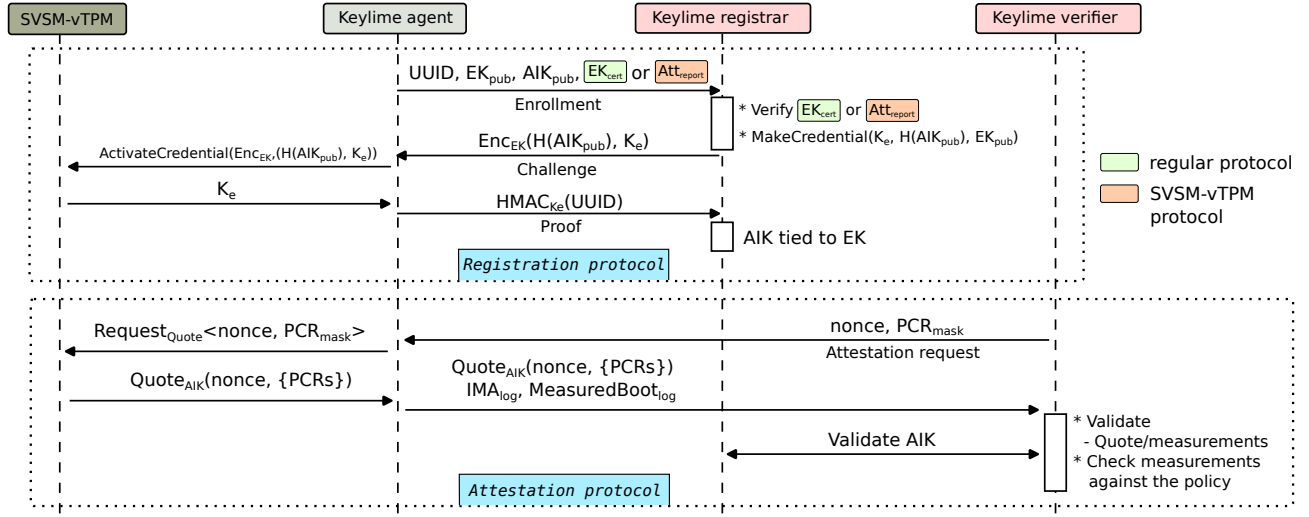 SVSM-vTPM
Keylime agent
Keylime registrar
Keylime verifier
UUID, EKpub, AIKpub, EKcert or Attreport
Enrollment
* Verify EKcert or Attreport
* MakeCredential(Ke, H(AIKpub), EKpub)
EncEK(H(AIKpub), Ke)
Challenge
ActivateCredential(EncEK,(H(AIKpub), Ke))
Ke
HMACKe(UUID)
Proof
AIK tied to EK
Registration protocol
regular protocol
SVSM-vTPM
protocol
nonce, PCRmask
Attestation request
RequestQuote<nonce, PCRmask>
QuoteAIK(nonce, {PCRs})
QuoteAIK(nonce, {PCRs})
IMAlog, MeasuredBootlog
Validate AIK
* Validate
- Quote/measurements
* Check measurements
against the policy
Attestation protocol